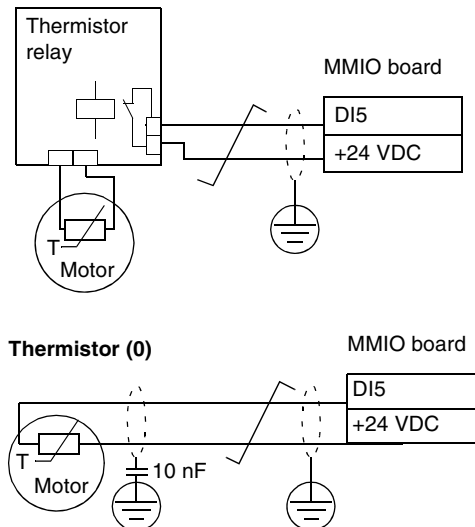 Thermistor
relay
MMIO board
DI5
+24 VDC
T
Motor
Thermistor (0)
MMIO board
DI5
+24 VDC
T
Motor
10 nF